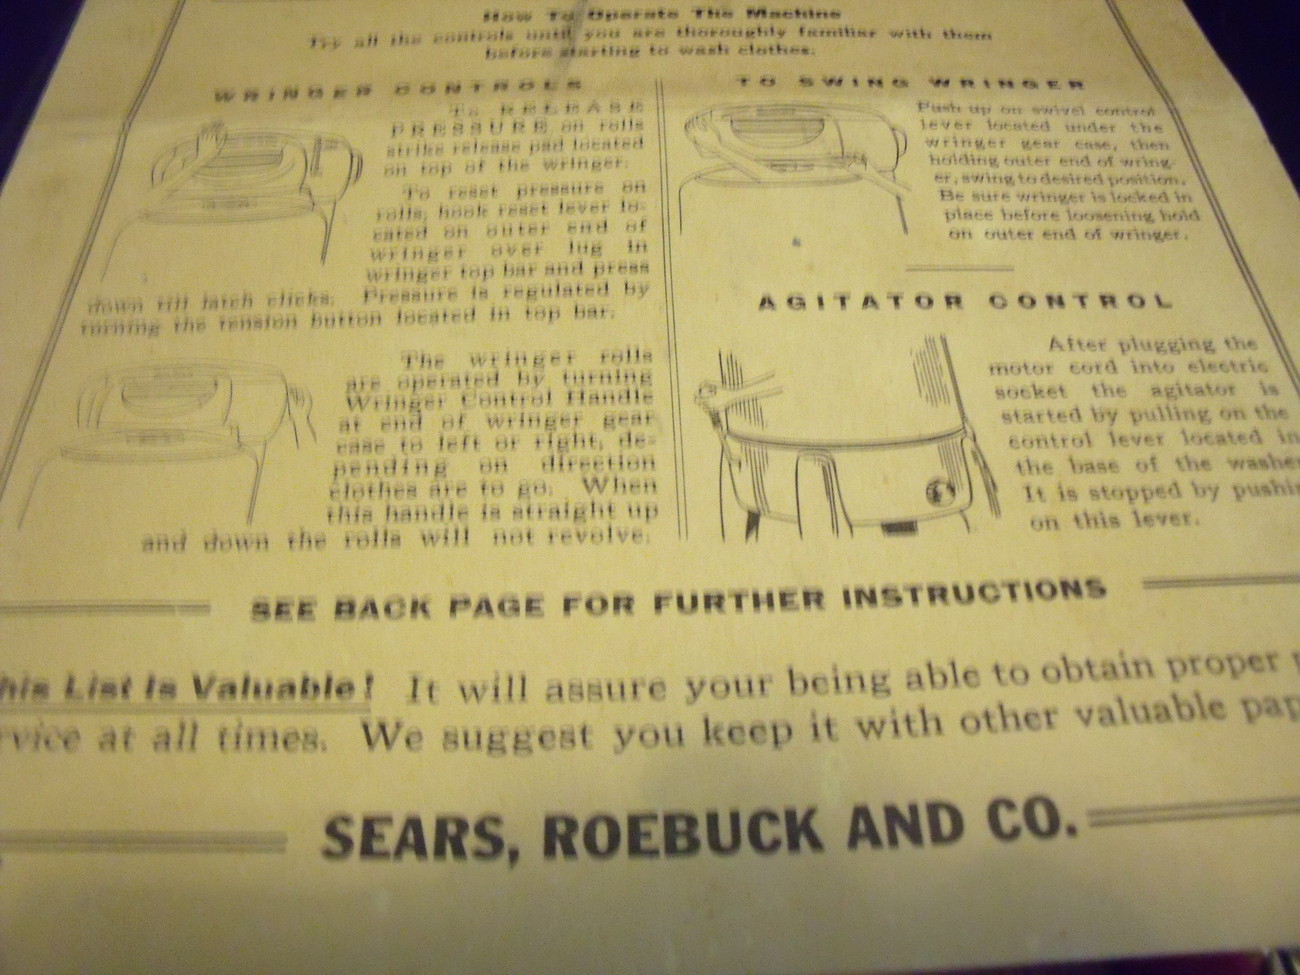 How To Operate The Machine
Try all the controls until you are thoroughly familiar with them
before starting to wash clothes.
WRINGER CONTROLS
To RELEASE
PRESSURE on rolls
strike release pad located
on top of the wringer.
To reset pressure on
rolls, hook reset lever lo-
cated on outer end of
wringer over lug in
wringer top bar and press
down till latch clicks. Pressure is regulated by
turning the tension button located in top bar.
The wringer rolls
are operated by turning
Wringer Control Handle
at end of wringer gear
case to left or right, de-
pending on direction
clothes are to go. When
this handle is straight up
and down the rolls will not revolve.
TO SWING WRINGER
Push up on swivel control
lever located under the
wringer gear case, then
holding outer end of wring-
er, swing to desired position.
Be sure wringer is locked in
place before loosening hold
on outer end of wringer.
AGITATOR CONTROL
After plugging the
motor cord into electric
socket the agitator is
started by pulling on the
control lever located in
the base of the washe
It is stopped by pushi
on this lever.
SEE BACK PAGE FOR FURTHER INSTRUCTIONS
his List Is Valuable! It will assure your being able to obtain proper
rvice at all times. We suggest you keep it with other valuable pap
SEARS, ROEBUCK AND CO.